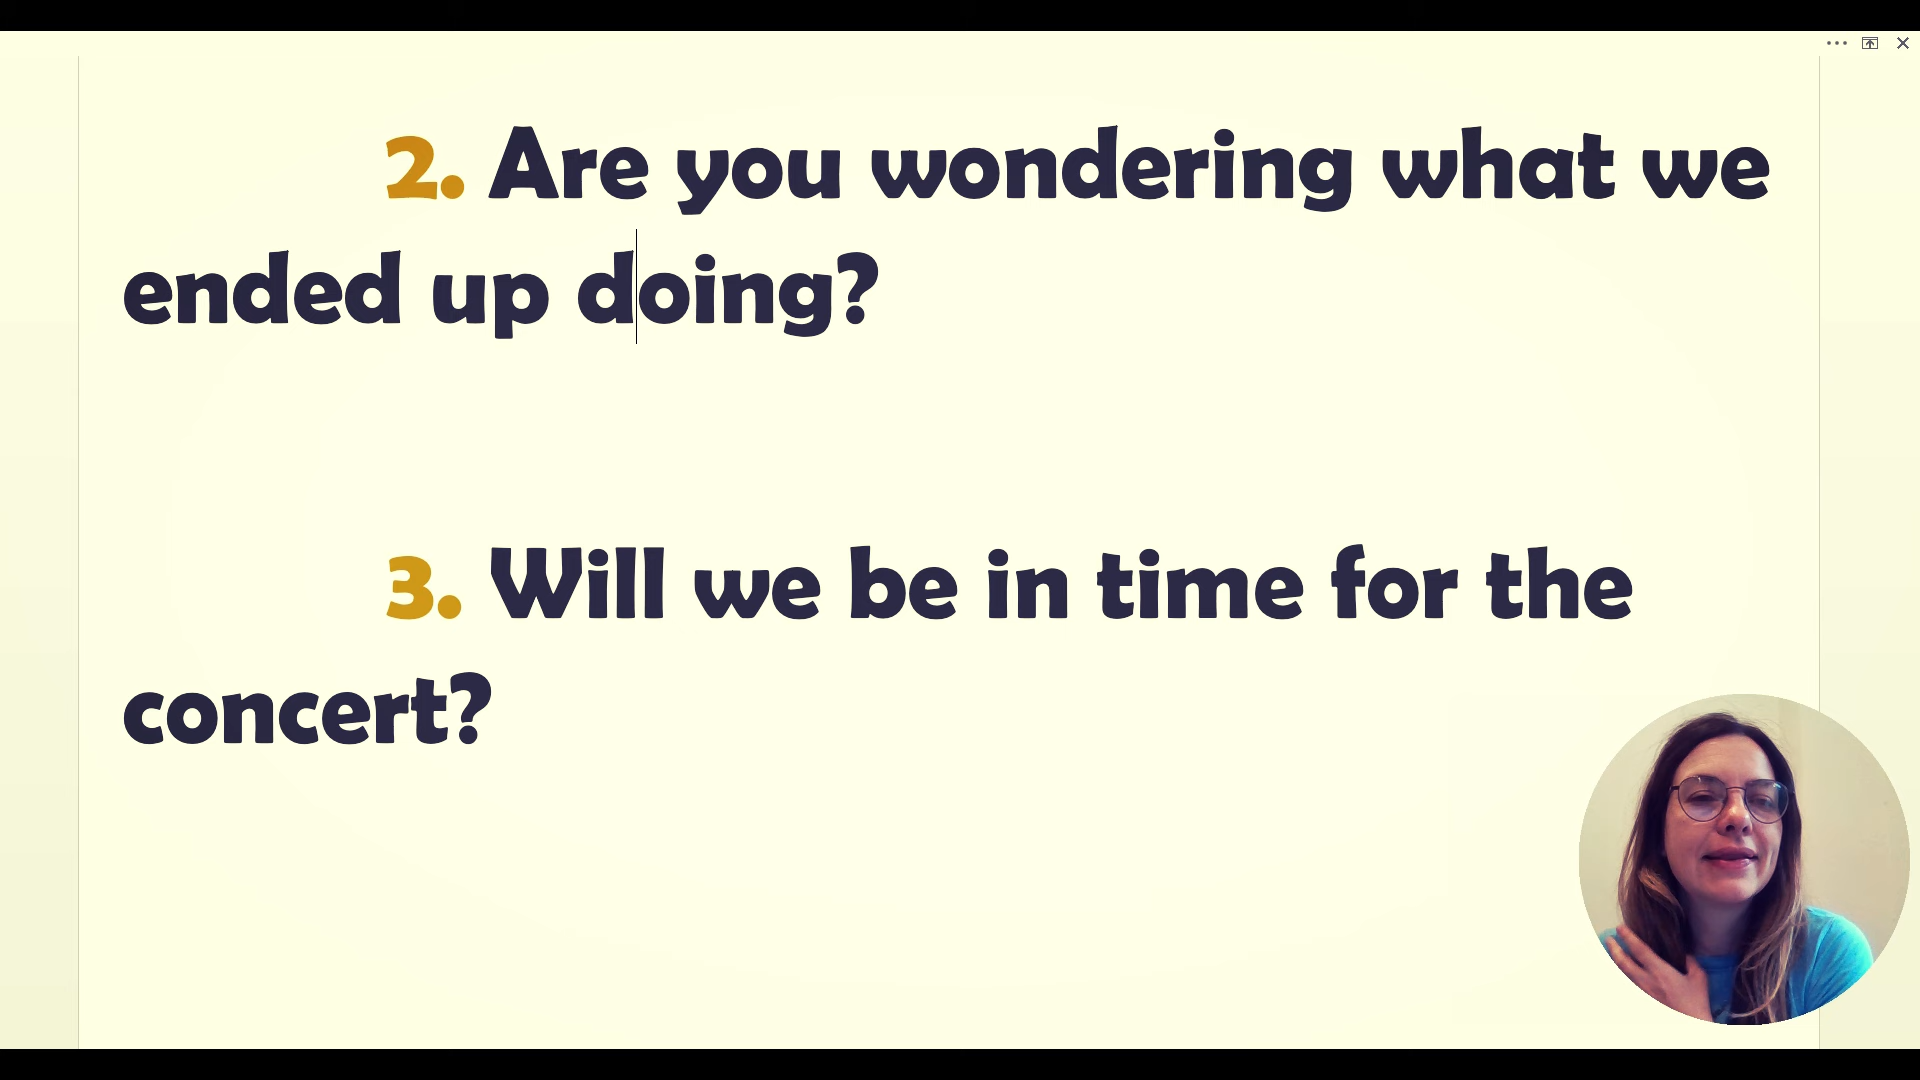 2. Are you wondering what we
ended up doing?
3. Will we be in time for the
concert?